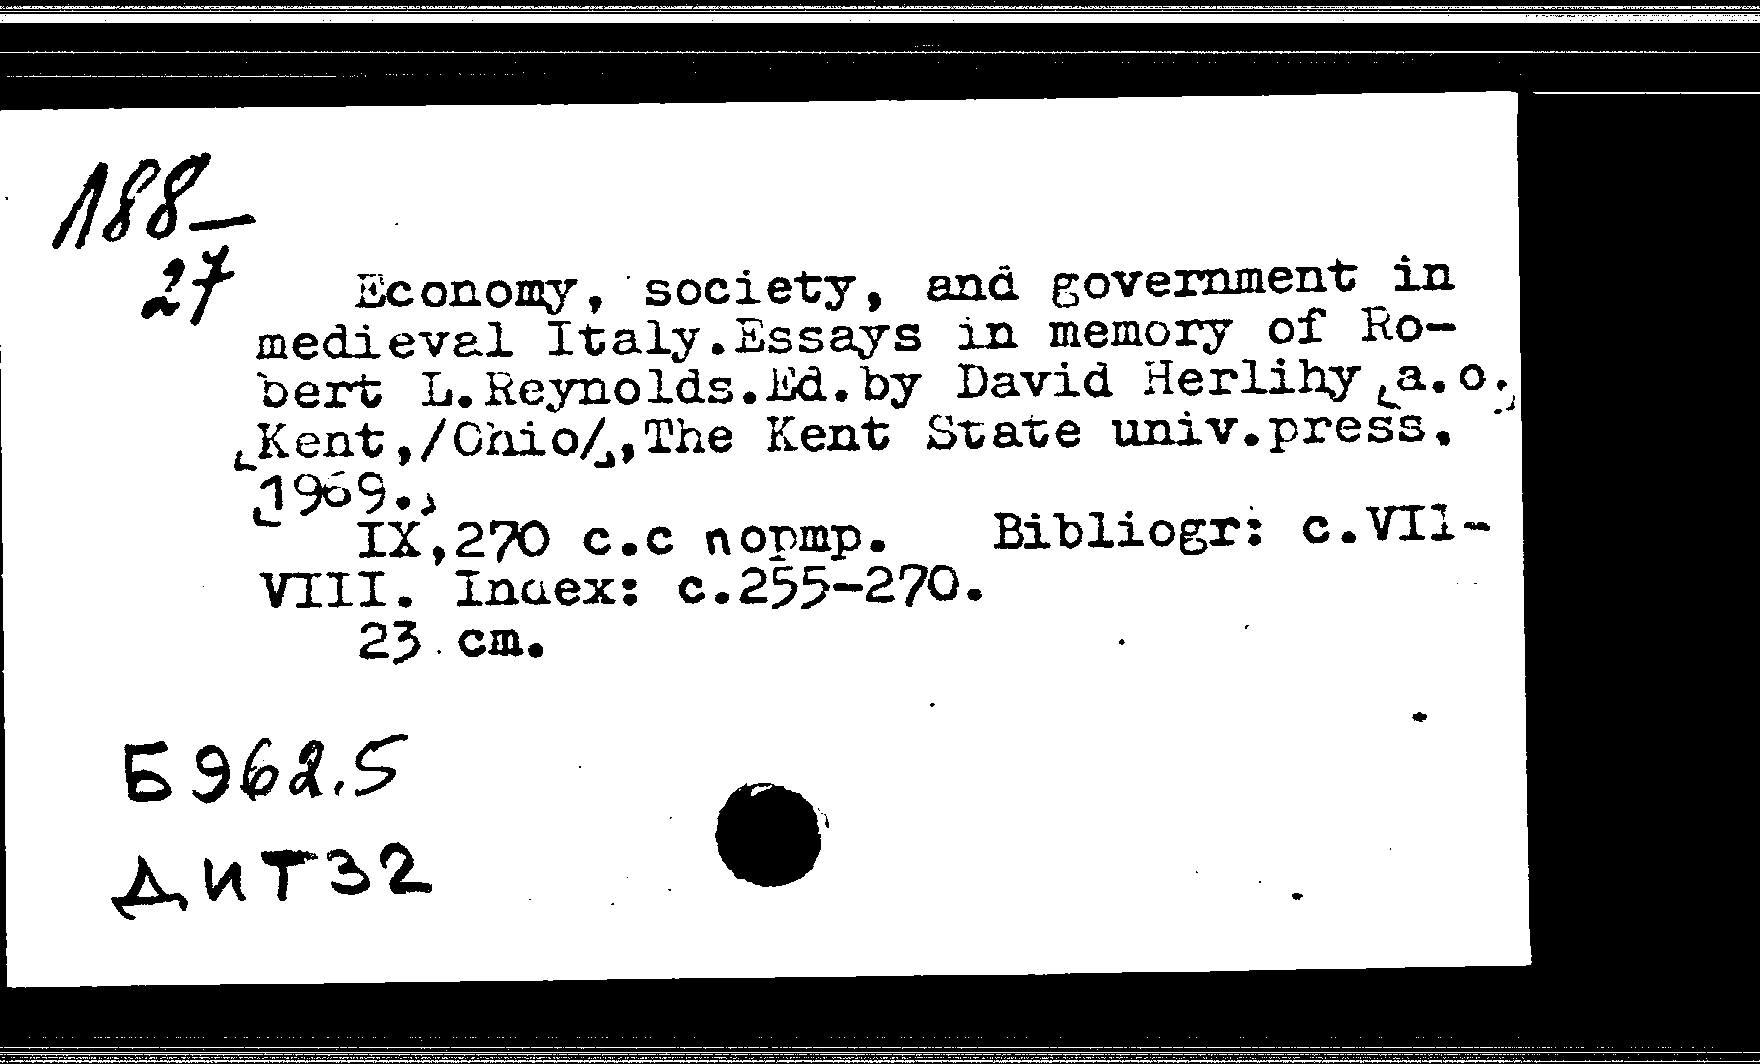 188-
27
Economy, society, and government in
medieval Italy.Essays in memory of Ro-
bert L.Reynolds.Ed.by David Herlihy [a.o.]
[Kent,/Ohio/],The Kent State univ.press,
[1969.]
IX,270 с.с портр. Bibliogr: c.VII-
VIII. Index: c.255-270.
23 cm.
Б962.5
ДИТ32